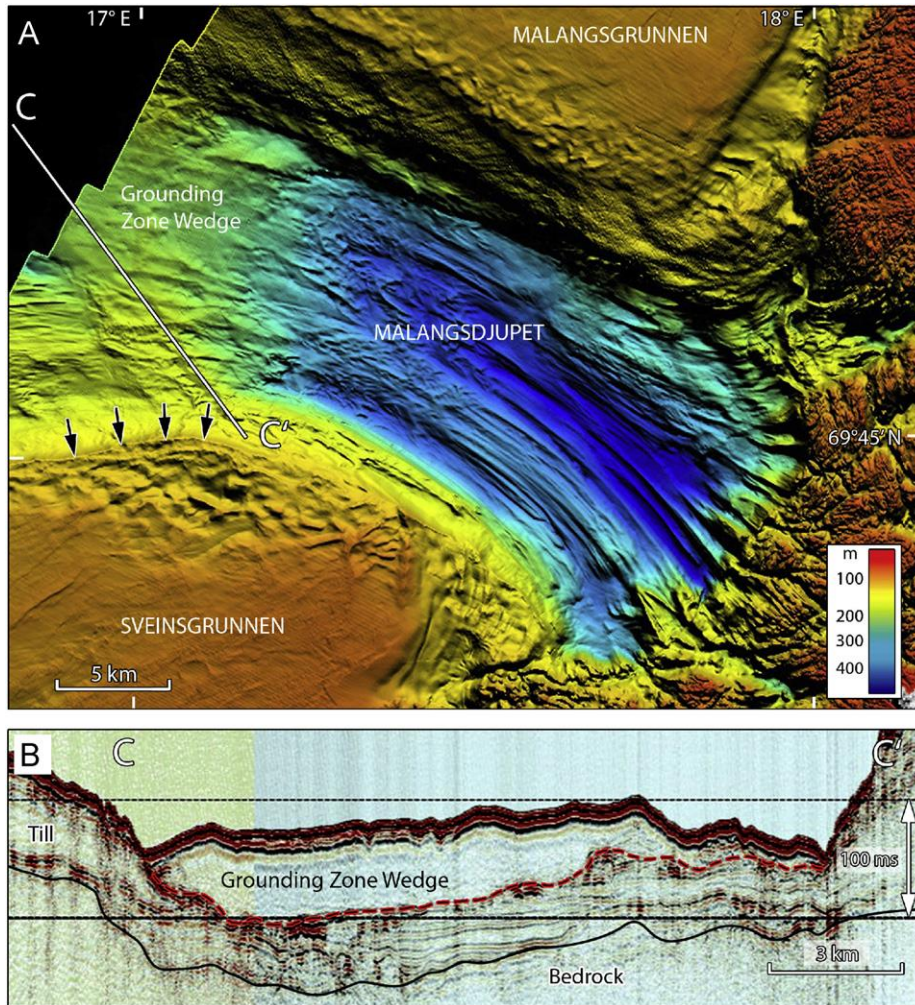 A
17° E
18° E
MALANGSGRUNNEN
C
Grounding
Zone Wedge
MALANGSDJUPET
C'
69°45' N
SVEINSGRUNNEN
5 km
m
100
200
300
400
B
C
C'
Till
100 ms
Grounding Zone Wedge
3 km
Bedrock